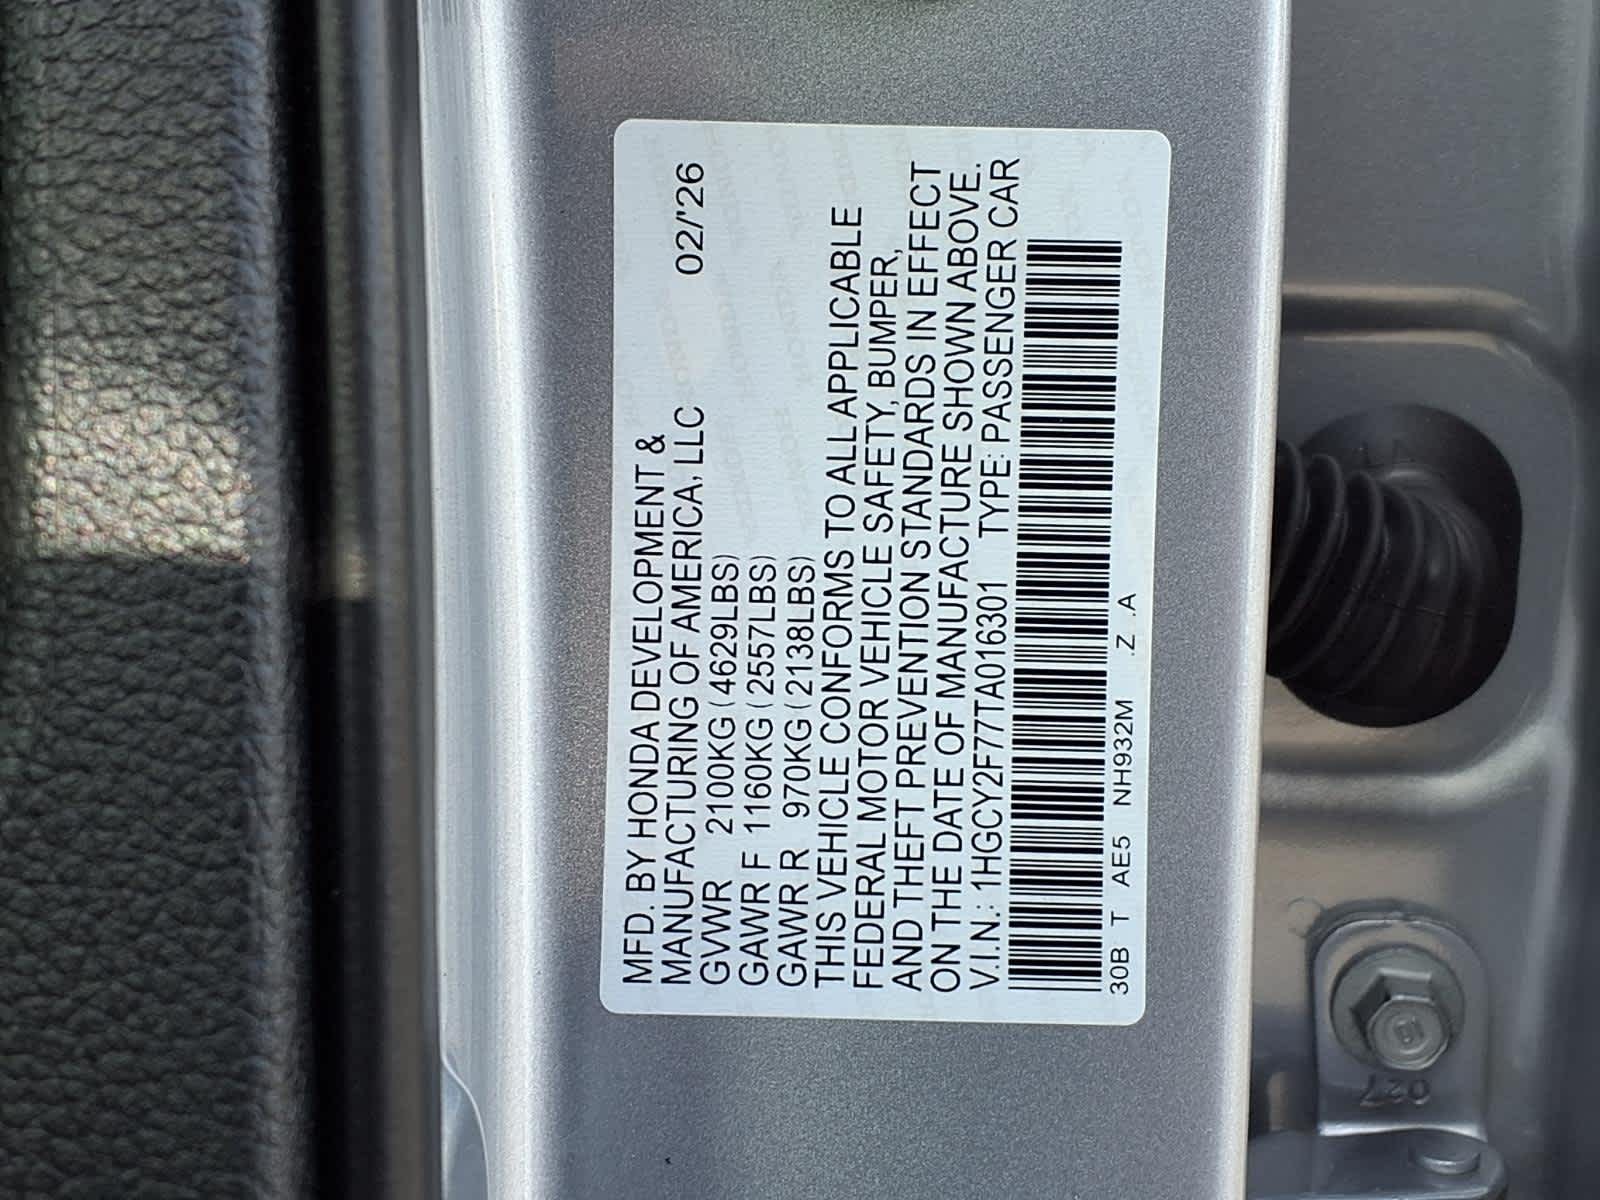 MFD. BY HONDA DEVELOPMENT &
MANUFACTURING OF AMERICA, LLC 02/'26
GVWR 2100KG (4629LBS)
GAWR F 1160KG (2557LBS)
GAWR R 970KG (2138LBS)
THIS VEHICLE CONFORMS TO ALL APPLICABLE
FEDERAL MOTOR VEHICLE SAFETY, BUMPER,
AND THEFT PREVENTION STANDARDS IN EFFECT
ON THE DATE OF MANUFACTURE SHOWN ABOVE.
V.I.N.: 1HGCY2F777TA016301 TYPE: PASSENGER CAR
30B T AE5 NH932M .Z .A
027